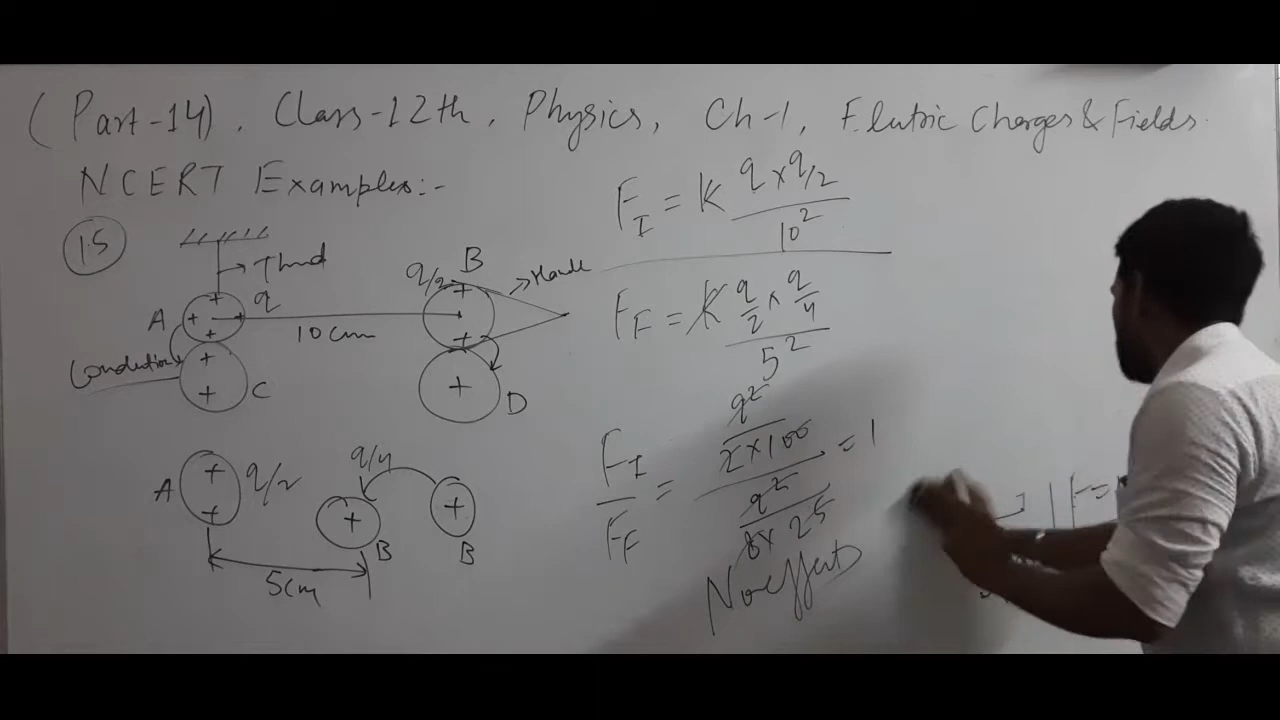 (Part-14), Class-12th, Physics, Ch-1, Electric Charges & Fields.
NCERT Examples:-
1.5
Thread
A
q
10 cm
q/2
B
Handle
Conduction
C
D
A
q/2
q/4
B
B
5cm
F_I = K q×q/2 / 10²
F_F = K q/2 × q/4 / 5²
F_I / F_F = (q² / 2×100) / (q² / 8×25) = 1
No effect
F =